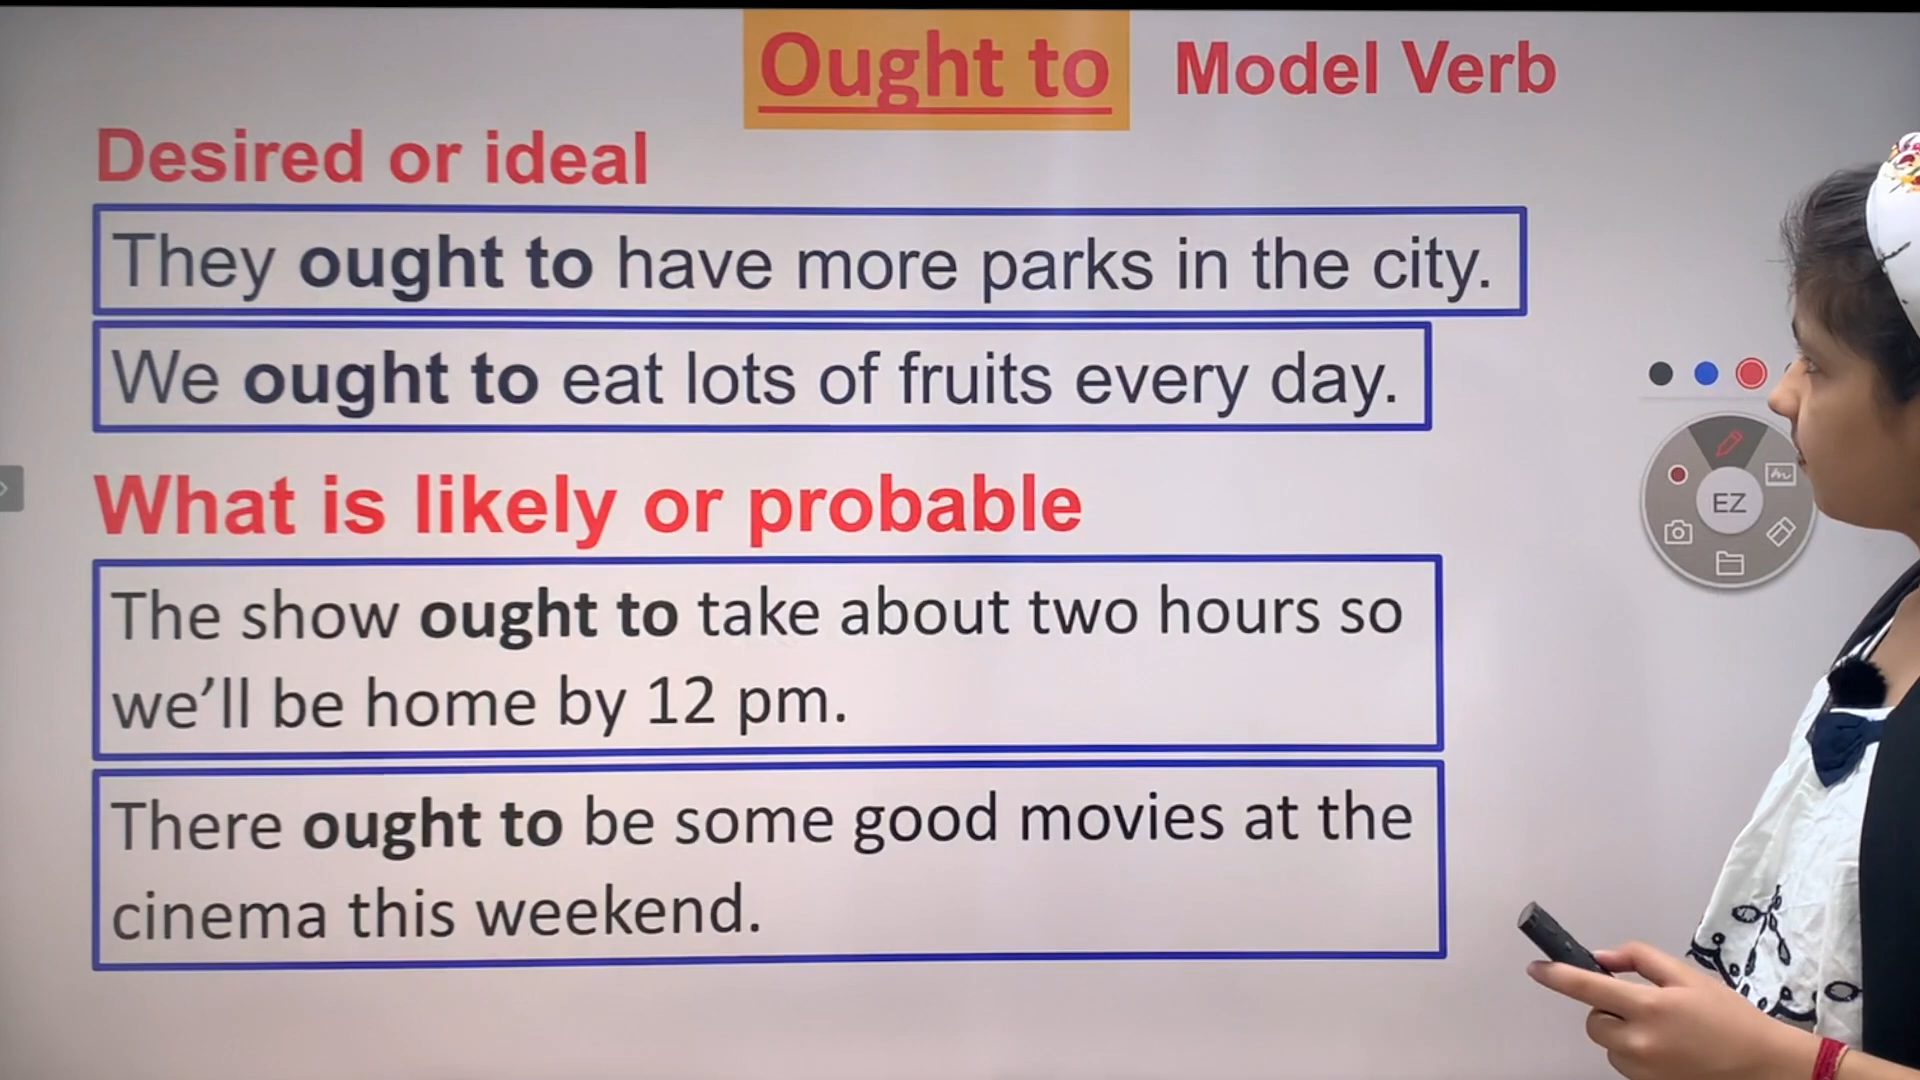 Ought to Model Verb
Desired or ideal
They ought to have more parks in the city.
We ought to eat lots of fruits every day.
What is likely or probable
The show ought to take about two hours so
we’ll be home by 12 pm.
There ought to be some good movies at the
cinema this weekend.
EZ